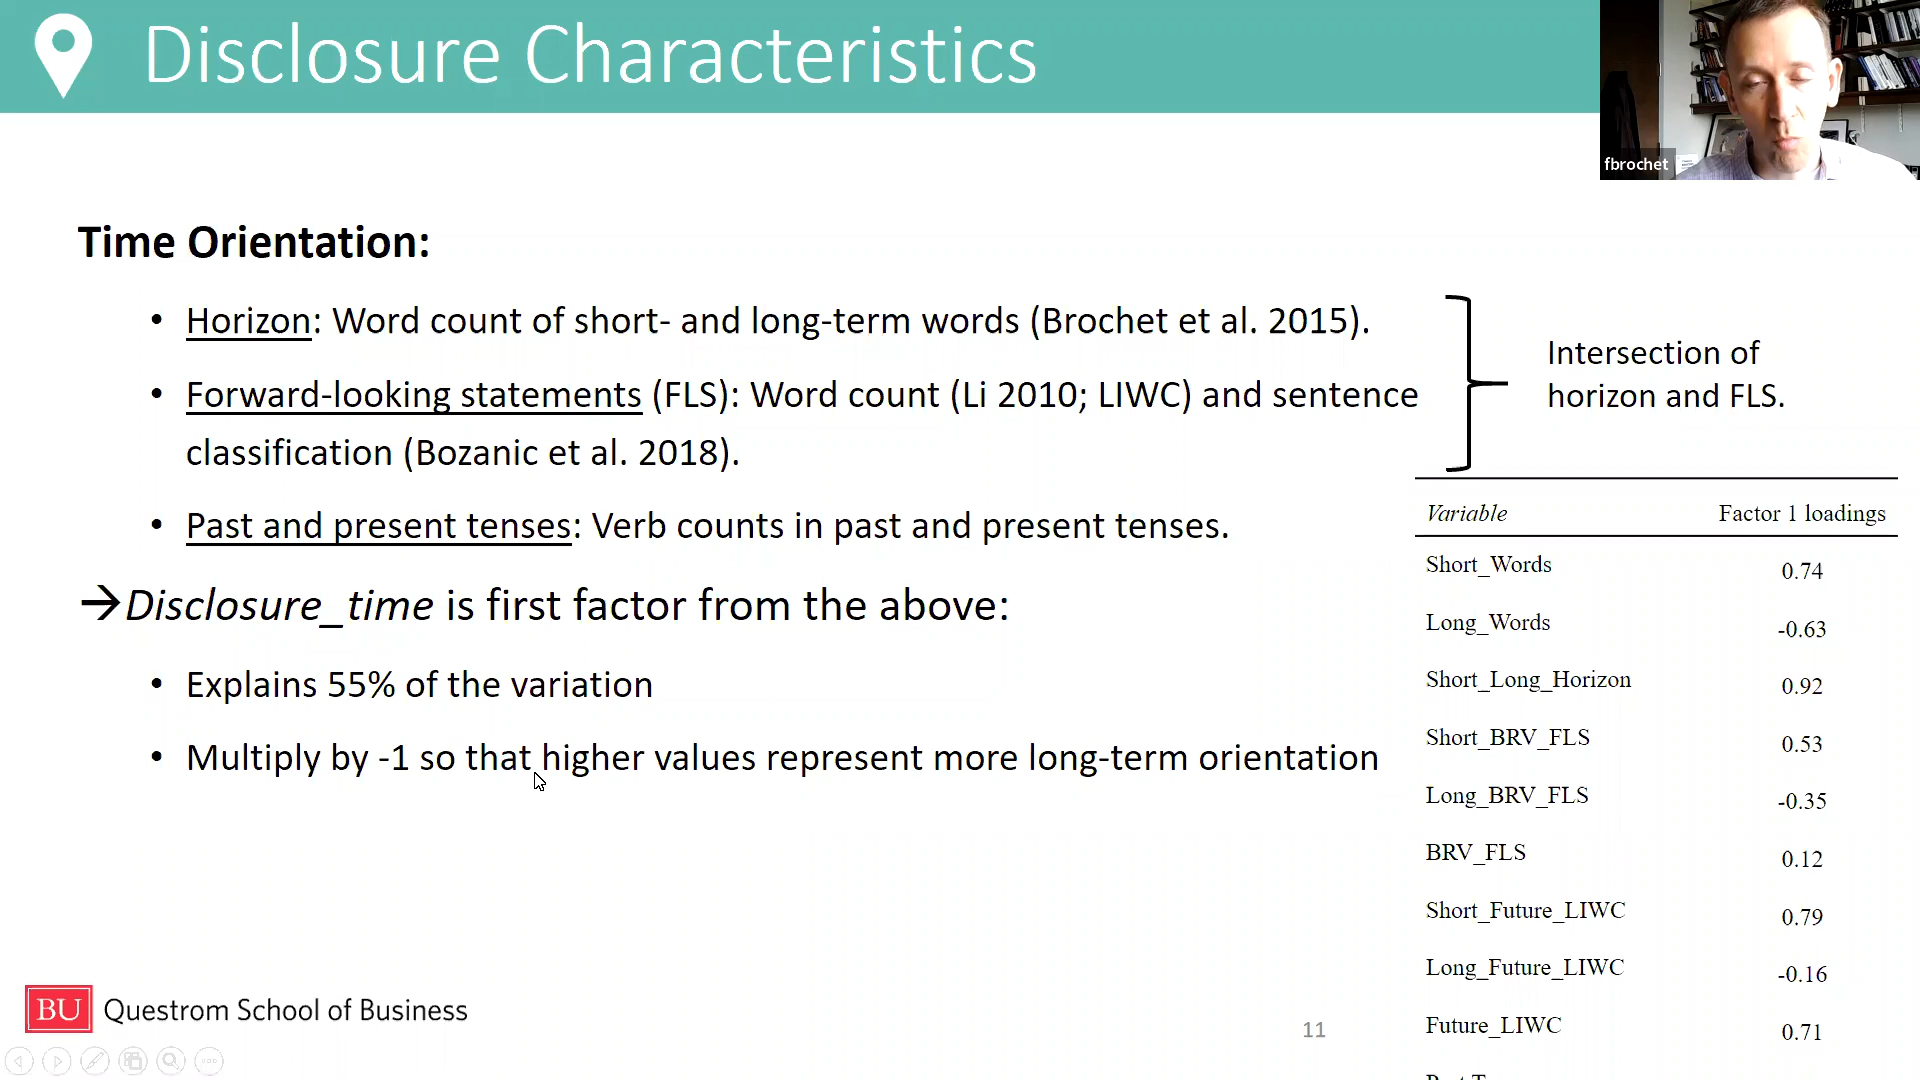 Disclosure Characteristics
fbrochet
Time Orientation:
• Horizon: Word count of short- and long-term words (Brochet et al. 2015).
• Forward-looking statements (FLS): Word count (Li 2010; LIWC) and sentence
classification (Bozanic et al. 2018).
• Past and present tenses: Verb counts in past and present tenses.
Intersection of
horizon and FLS.
→Disclosure_time is first factor from the above:
• Explains 55% of the variation
• Multiply by -1 so that higher values represent more long-term orientation
Variable Factor 1 loadings
Short_Words 0.74
Long_Words -0.63
Short_Long_Horizon 0.92
Short_BRV_FLS 0.53
Long_BRV_FLS -0.35
BRV_FLS 0.12
Short_Future_LIWC 0.79
Long_Future_LIWC -0.16
Future_LIWC 0.71
BU Questrom School of Business
11